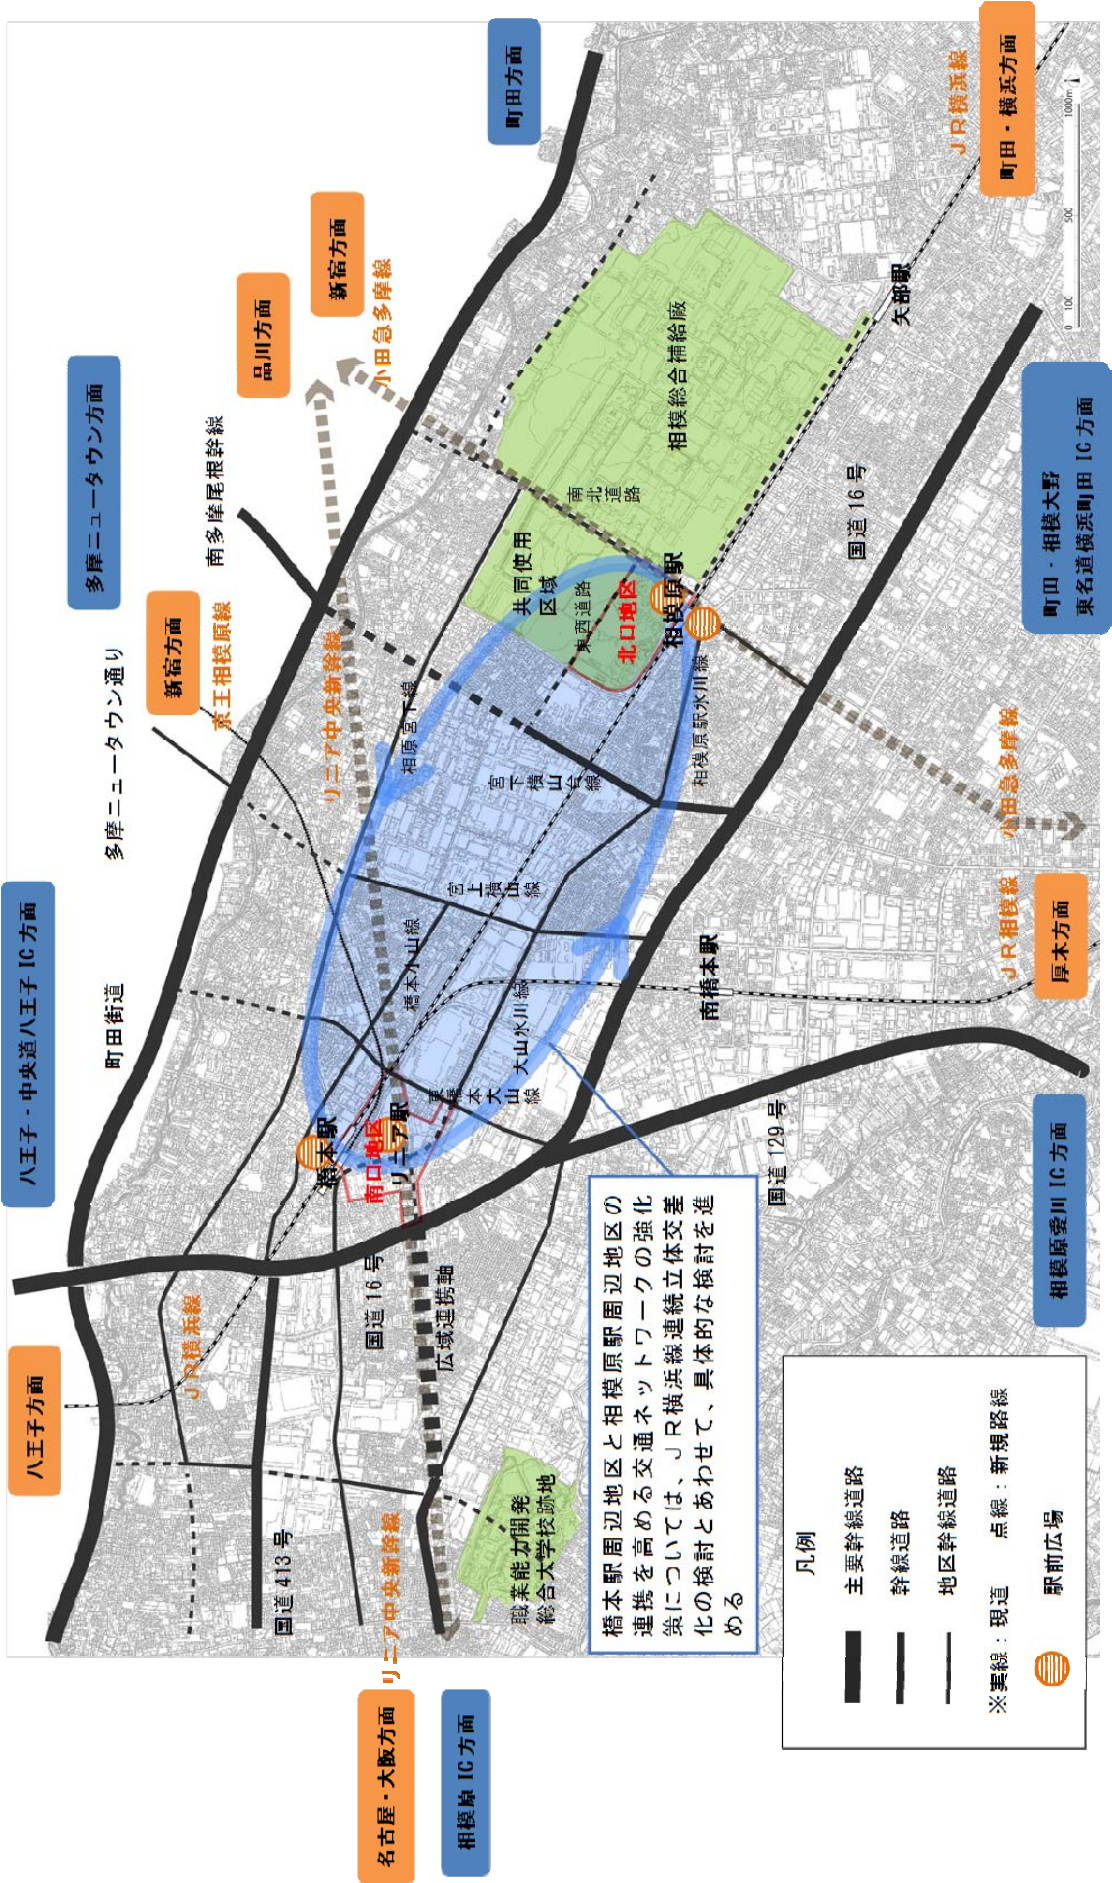 町田方面
町田・横浜方面
JR横浜線
新宿方面
小田急多摩線
品川方面
多摩ニュータウン方面
南多摩尾根幹線
新宿方面
京王相模原線
リニア中央新幹線
多摩ニュータウン通り
八王子・中央道八王子IC方面
町田街道
八王子方面
JR横浜線
相模総合補給廠
矢部駅
0 100 500 1000m
南北道路
共同使用
区域
東西道路
北口地区
相模原駅
国道16号
町田・相模大野
東名道横浜町田IC方面
相原宮下線
宮下横山台線
相模原駅氷川線
小田急多摩線
宮上横山線
橋本小山線
大山氷川線
東橋本大山線
南橋本駅
JR相模線
厚木方面
橋本駅
南口地区
リニア駅
国道16号
広域連携軸
国道129号
相模原愛川IC方面
国道413号
リニア中央新幹線
職業能力開発
総合大学校跡地
名古屋・大阪方面
相模原IC方面
橋本駅周辺地区と相模原駅周辺地区の
連携を高める交通ネットワークの強化
策については、JR横浜線連続立体交差
化の検討とあわせて、具体的な検討を進
める
凡例
主要幹線道路
幹線道路
地区幹線道路
※実線：現道　点線：新規路線
駅前広場